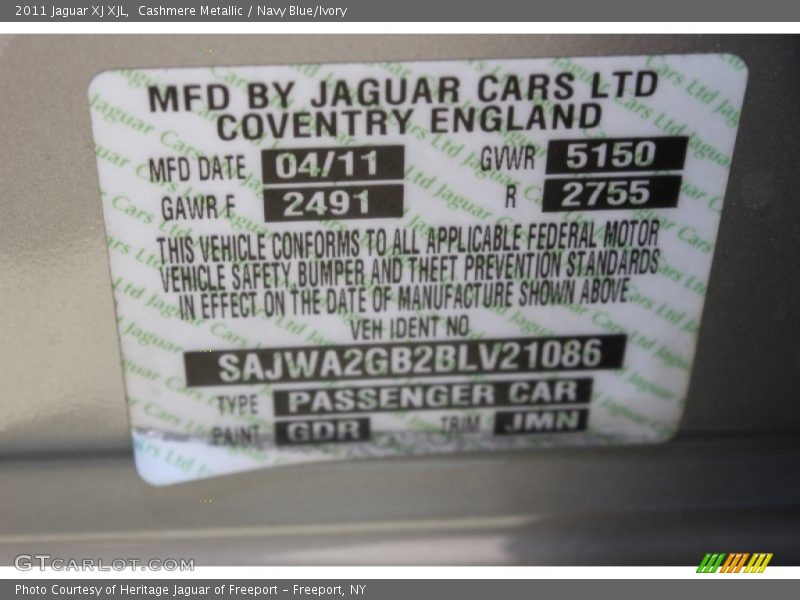 2011 Jaguar XJ XJL,  Cashmere Metallic / Navy Blue/Ivory
MFD BY JAGUAR CARS LTD
COVENTRY ENGLAND
MFD DATE 04/11 GVWR 5150
GAWR F 2491 R 2755
THIS VEHICLE CONFORMS TO ALL APPLICABLE FEDERAL MOTOR
VEHICLE SAFETY, BUMPER AND THEFT PREVENTION STANDARDS
IN EFFECT ON THE DATE OF MANUFACTURE SHOWN ABOVE
VEH IDENT NO
SAJWA2GB2BLV21086
TYPE PASSENGER CAR
PAINT GDR TRIM JMN
GTCARLOT.COM
Photo Courtesy of Heritage Jaguar of Freeport - Freeport, NY